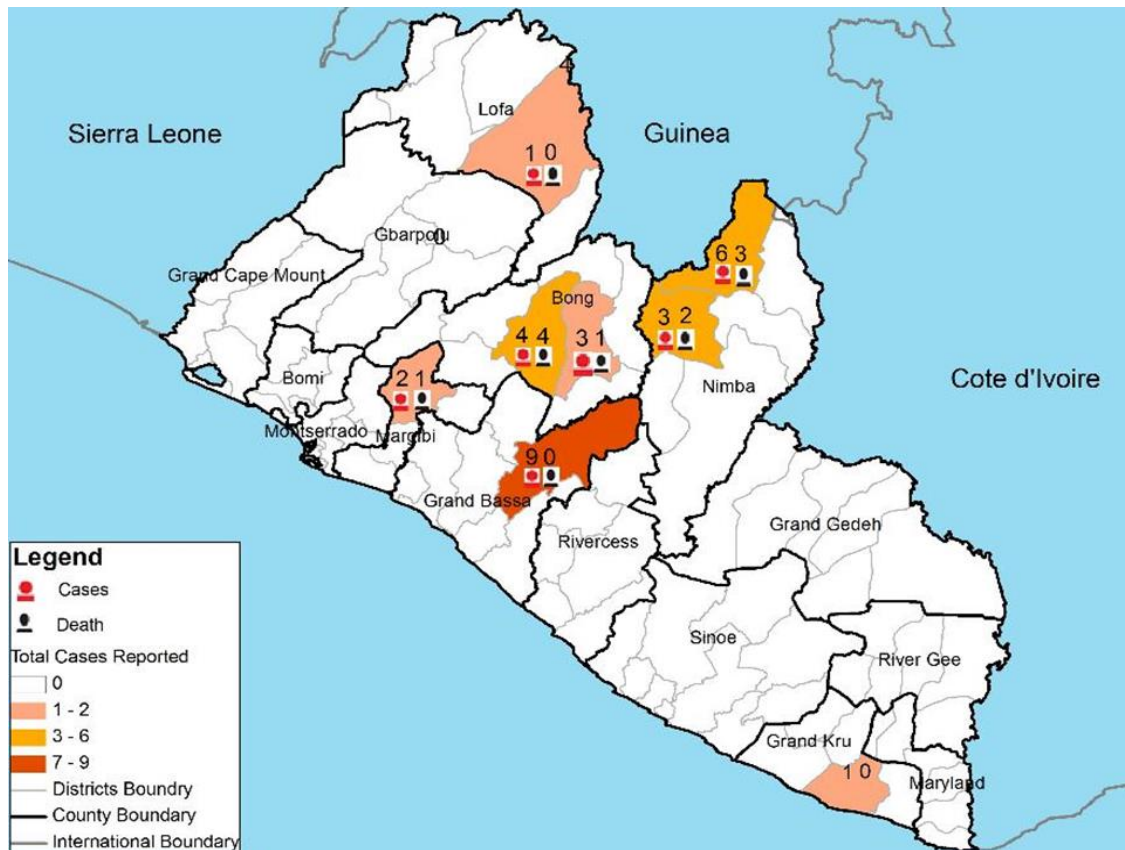 4
Lofa
Sierra Leone
Guinea
1 0
Gbarpolu
0
Grand Cape Mount
6 3
Bong
3 2
4 4
3 1
Bomi
2 1
Nimba
Cote d'Ivoire
Montserrado
Margibi
9 0
Grand Bassa
Rivercess
Grand Gedeh
Sinoe
River Gee
Grand Kru
1 0
Maryland
Legend
Cases
Death
Total Cases Reported
0
1 - 2
3 - 6
7 - 9
Districts Boundry
County Boundary
International Boundary